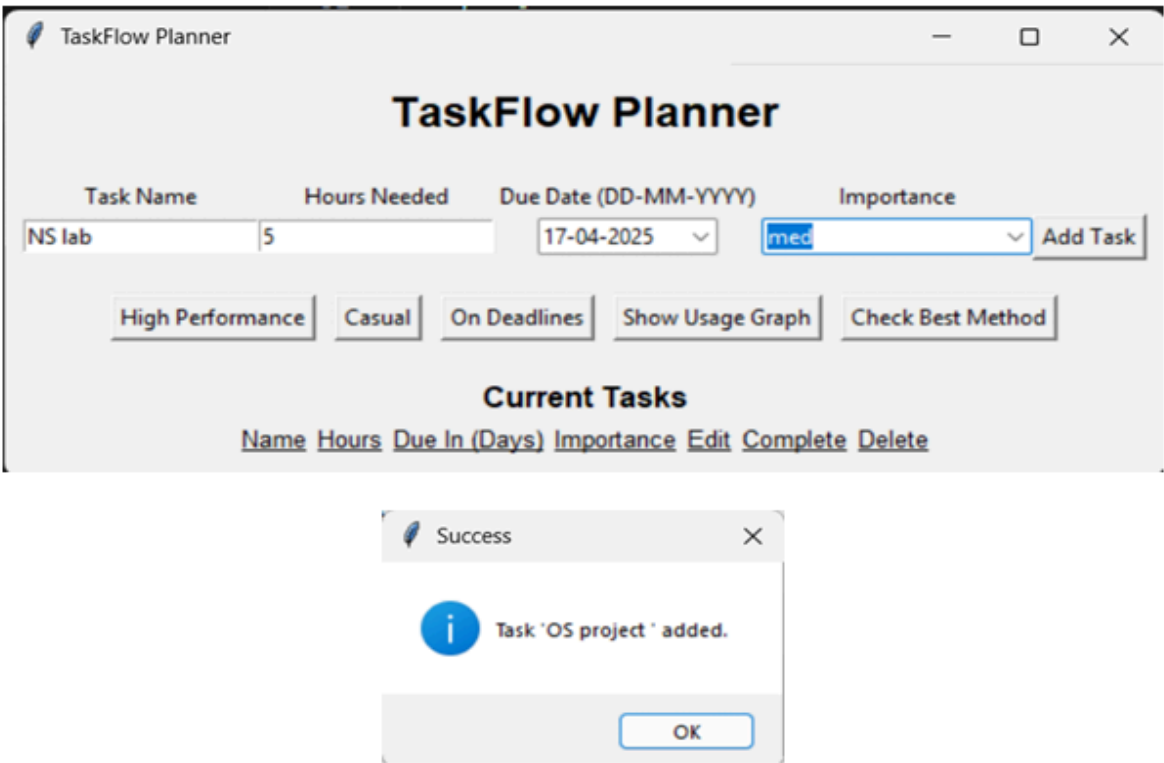 TaskFlow Planner
TaskFlow Planner
Task Name Hours Needed Due Date (DD-MM-YYYY) Importance
NS lab 5 17-04-2025 med Add Task
High Performance Casual On Deadlines Show Usage Graph Check Best Method
Current Tasks
Name Hours Due In (Days) Importance Edit Complete Delete
Success
Task 'OS project ' added.
OK